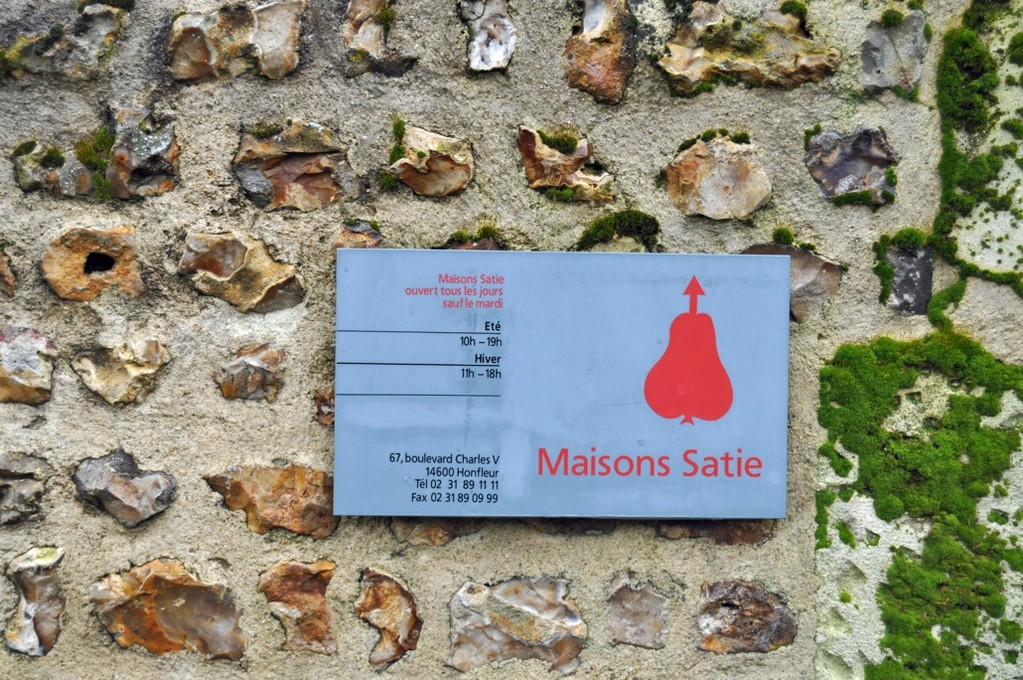 Maisons Satie
ouvert tous les jours
sauf le mardi
Eté
10h – 19h
Hiver
11h – 18h
67, boulevard Charles V
14600 Honfleur
Tél 02 31 89 11 11
Fax 02 31 89 09 99
Maisons Satie